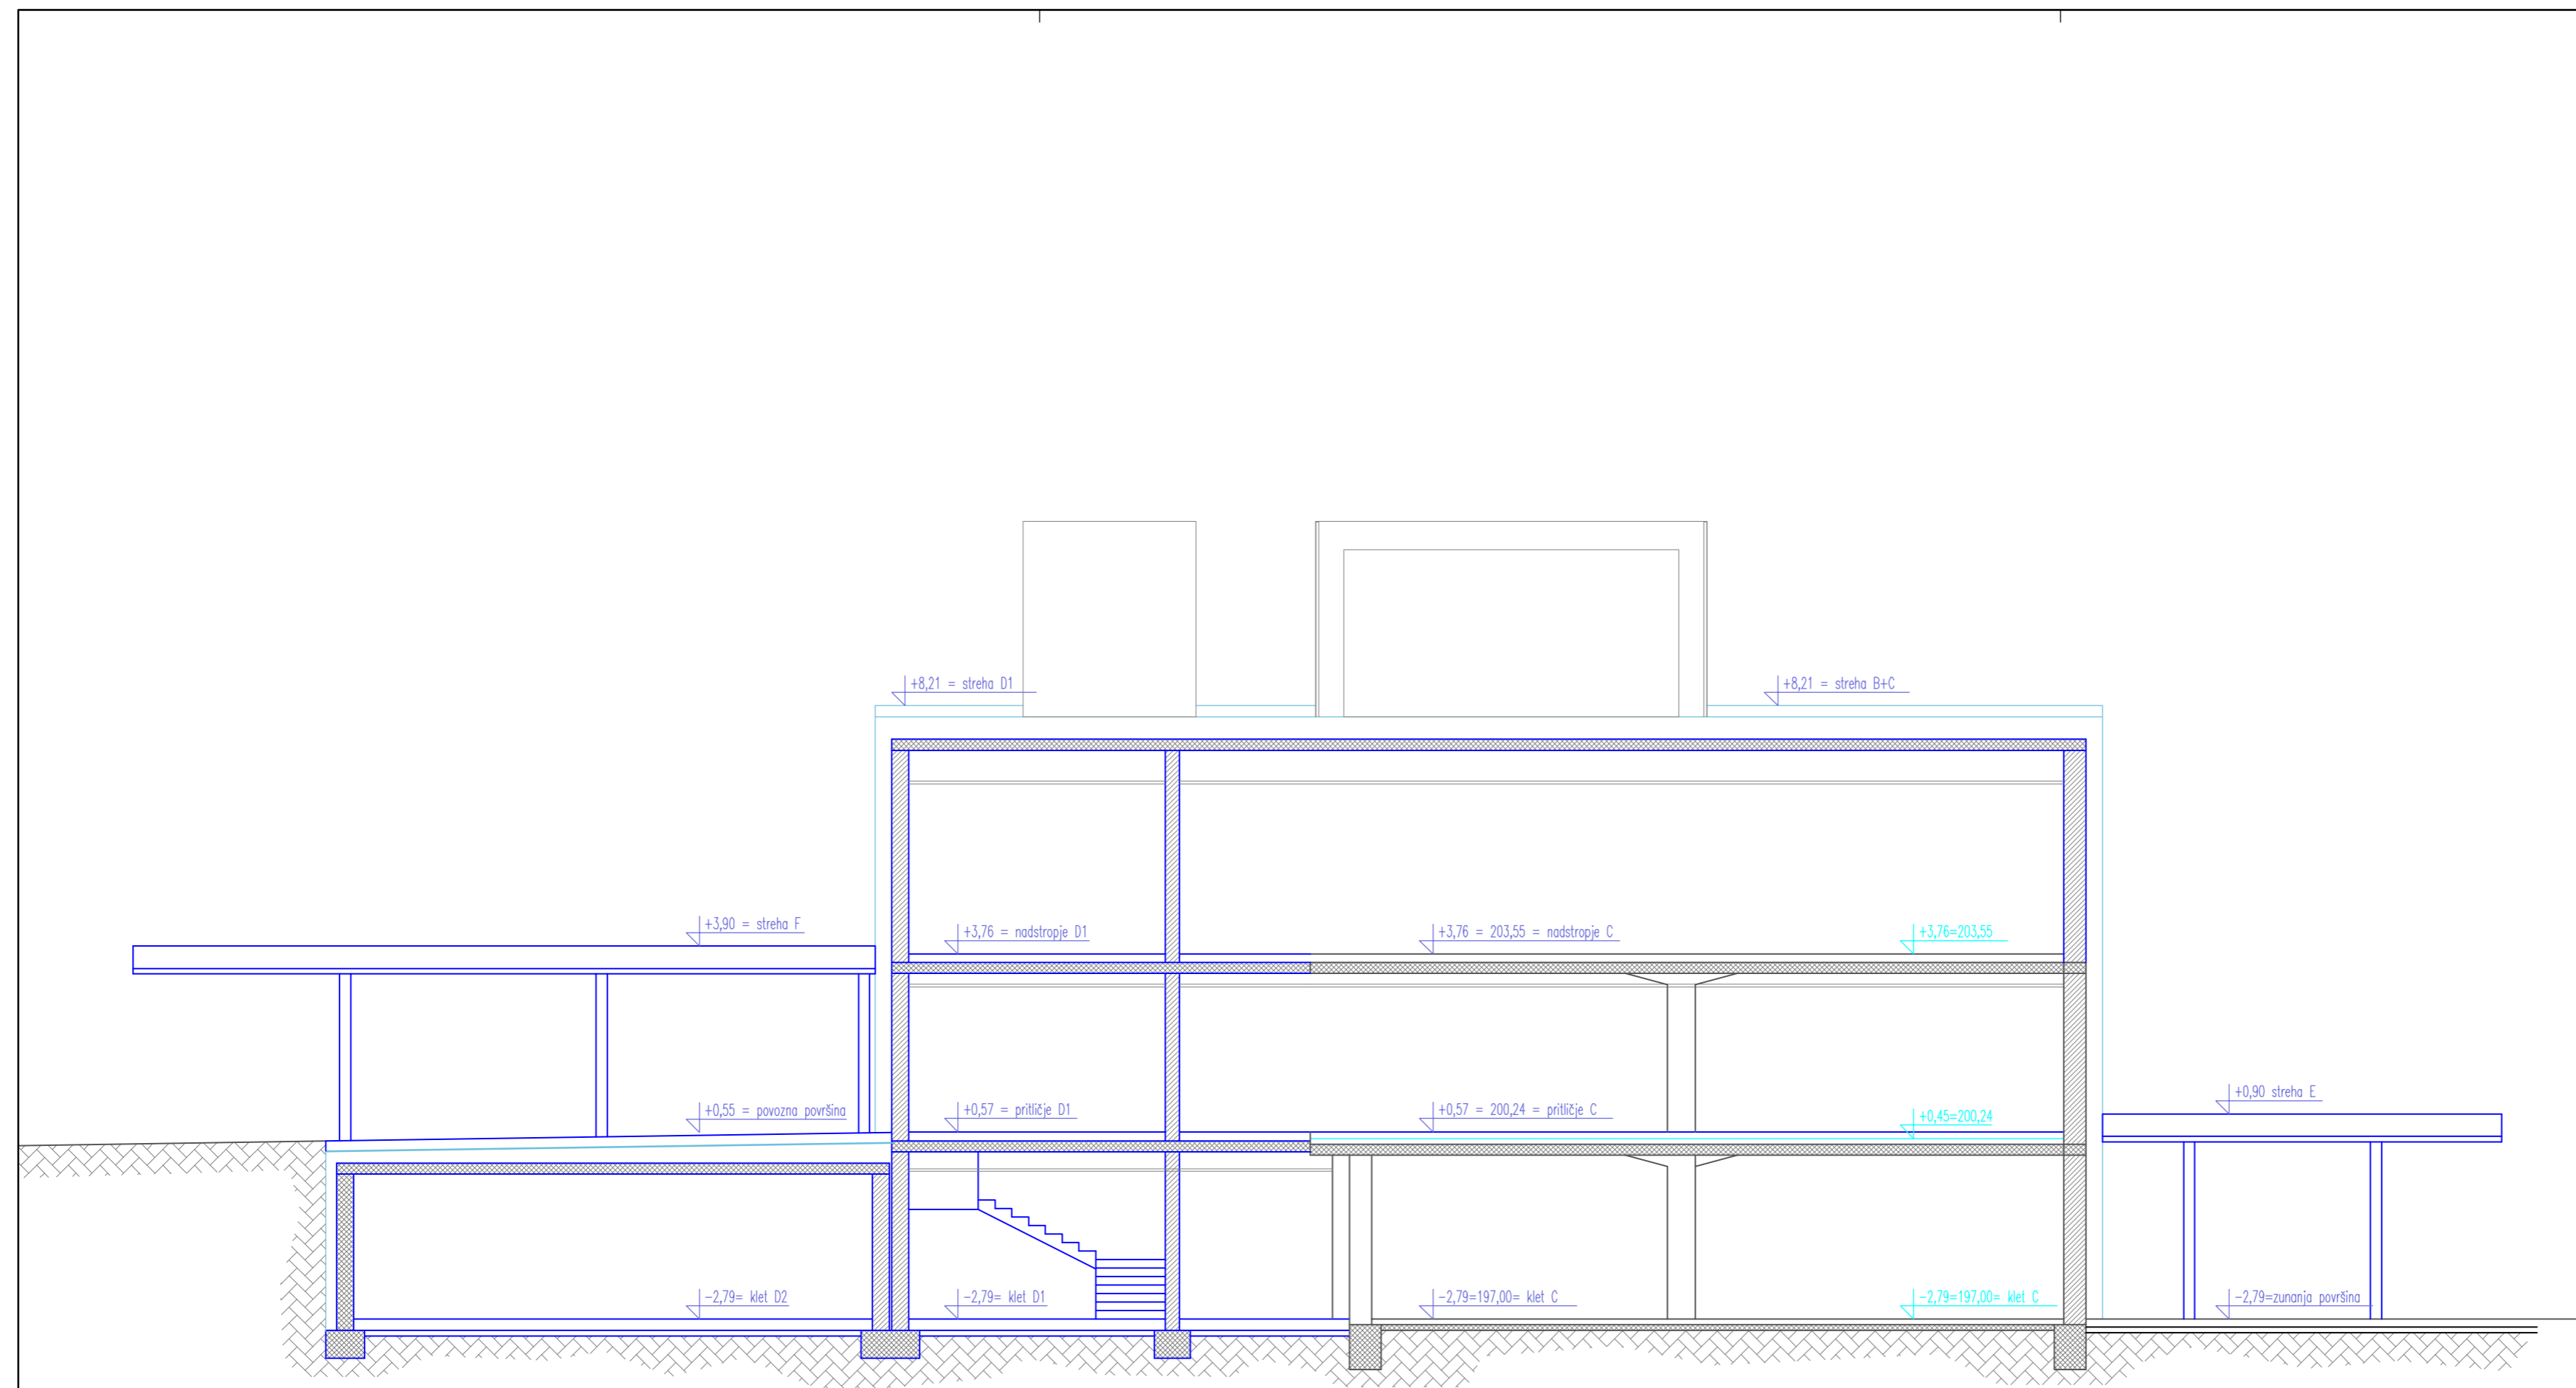 +8,21 = streha D1
+8,21 = streha B+C
+3,90 = streha F
+3,76 = nadstropje D1
+3,76 = 203,55 = nadstropje C
+3,76=203,55
+0,90 streha E
+0,55 = povozna površina
+0,57 = pritličje D1
+0,57 = 200,24 = pritličje C
+0,45=200,24
-2,79= klet D2
-2,79= klet D1
-2,79=197,00= klet C
-2,79=197,00= klet C
-2,79=zunanja površina